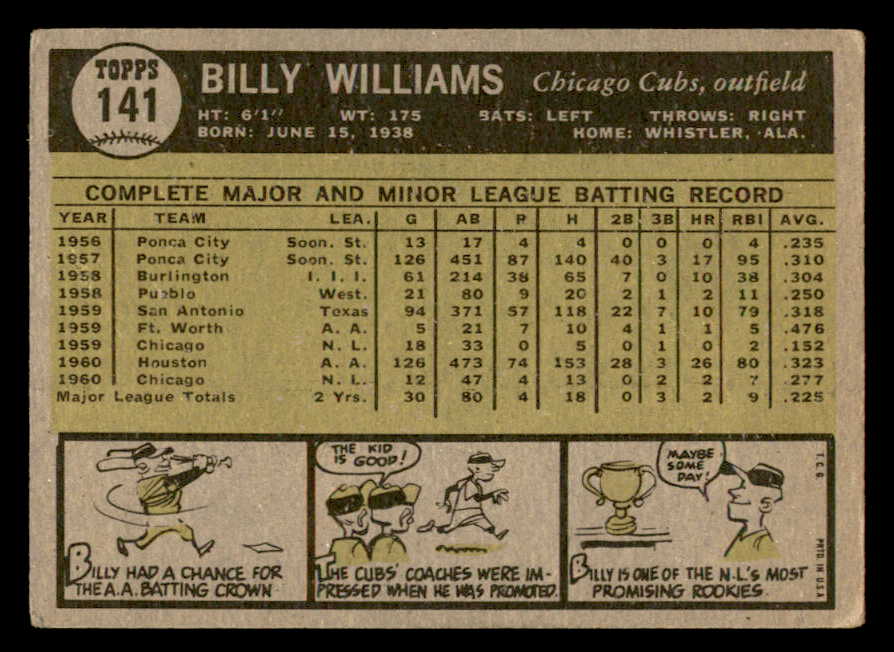 TOPPS
141
BILLY WILLIAMS Chicago Cubs, outfield
HT: 6'1" WT: 175 BATS: LEFT THROWS: RIGHT
BORN: JUNE 15, 1938 HOME: WHISTLER, ALA.
COMPLETE MAJOR AND MINOR LEAGUE BATTING RECORD
YEAR TEAM LEA. G AB R H 2B 3B HR RBI AVG.
1956 Ponca City Soon. St. 13 17 4 4 0 0 0 4 .235
1957 Ponca City Soon. St. 126 451 87 140 40 3 17 95 .310
1958 Burlington I. I. I. 61 214 38 65 7 0 10 38 .304
1958 Pueblo West. 21 80 9 20 2 1 2 11 .250
1959 San Antonio Texas 94 371 57 118 22 7 10 79 .318
1959 Ft. Worth A. A. 5 21 7 10 4 1 1 5 .476
1959 Chicago N. L. 18 33 0 5 0 1 0 2 .152
1960 Houston A. A. 126 473 74 153 28 3 26 80 .323
1960 Chicago N. L. 12 47 4 13 0 2 2 7 .277
Major League Totals 2 Yrs. 30 80 4 18 0 3 2 9 .225
BILLY HAD A CHANCE FOR
THE A.A. BATTING CROWN
THE KID
IS GOOD!
THE CUBS' COACHES WERE IM-
PRESSED WHEN HE WAS PROMOTED.
MAYBE
SOME
DAY!
BILLY IS ONE OF THE N.L'S MOST
PROMISING ROOKIES.
T.C.G.
PRTD. IN U.S.A.